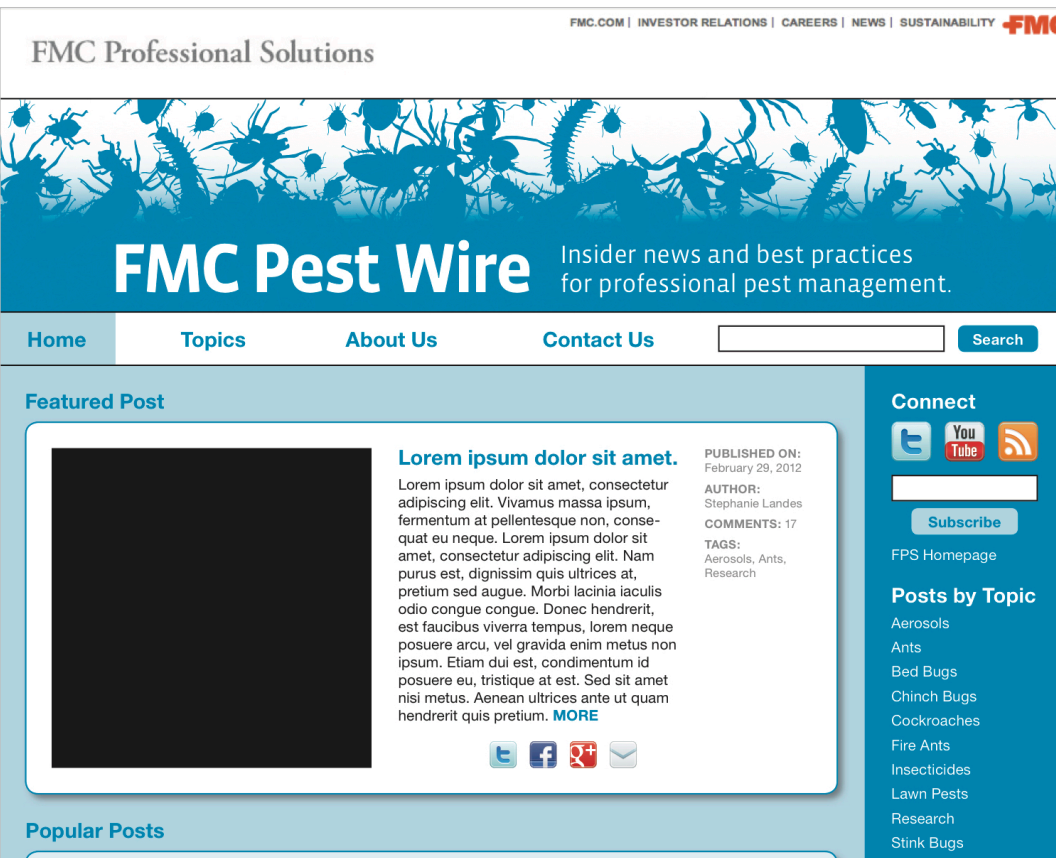 FMC.COM | INVESTOR RELATIONS | CAREERS | NEWS | SUSTAINABILITY FMC
FMC Professional Solutions
FMC Pest Wire
Insider news and best practices
for professional pest management.
Home Topics About Us Contact Us Search
Featured Post
Lorem ipsum dolor sit amet.
Lorem ipsum dolor sit amet, consectetur
adipiscing elit. Vivamus massa ipsum,
fermentum at pellentesque non, conse-
quat eu neque. Lorem ipsum dolor sit
amet, consectetur adipiscing elit. Nam
purus est, dignissim quis ultrices at,
pretium sed augue. Morbi lacinia iaculis
odio congue congue. Donec hendrerit,
est faucibus viverra tempus, lorem neque
posuere arcu, vel gravida enim metus non
ipsum. Etiam dui est, condimentum id
posuere eu, tristique at est. Sed sit amet
nisi metus. Aenean ultrices ante ut quam
hendrerit quis pretium. MORE
PUBLISHED ON:
February 29, 2012
AUTHOR:
Stephanie Landes
COMMENTS: 17
TAGS:
Aerosols, Ants,
Research
Popular Posts
Connect
You
Tube
Subscribe
FPS Homepage
Posts by Topic
Aerosols
Ants
Bed Bugs
Chinch Bugs
Cockroaches
Fire Ants
Insecticides
Lawn Pests
Research
Stink Bugs